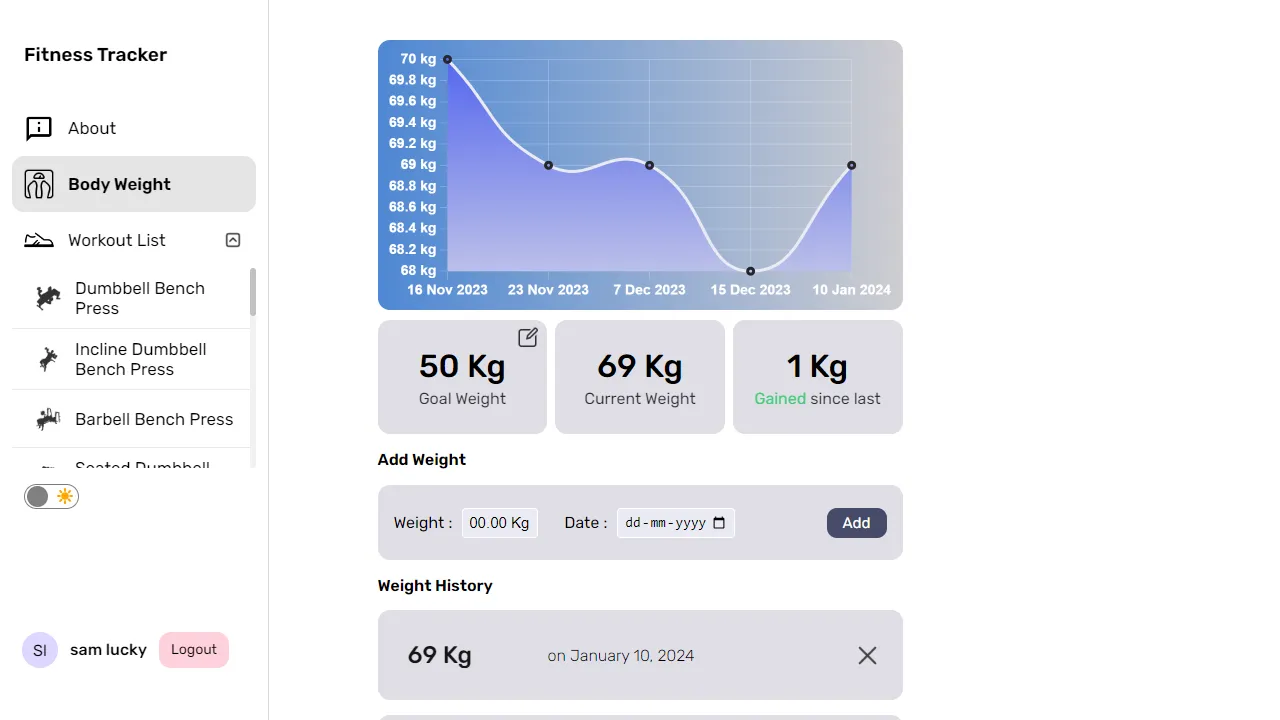 Fitness Tracker
About
Body Weight
Workout List
Dumbbell Bench
Press
Incline Dumbbell
Bench Press
Barbell Bench Press
Seated Dumbbell
sam lucky
SI
Logout
70 kg
69.8 kg
69.6 kg
69.4 kg
69.2 kg
69 kg
68.8 kg
68.6 kg
68.4 kg
68.2 kg
68 kg
16 Nov 2023 23 Nov 2023 7 Dec 2023 15 Dec 2023 10 Jan 2024
50 Kg
Goal Weight
69 Kg
Current Weight
1 Kg
Gained since last
Add Weight
Weight : 00.00 Kg Date : dd-mm-yyyy Add
Weight History
69 Kg on January 10, 2024